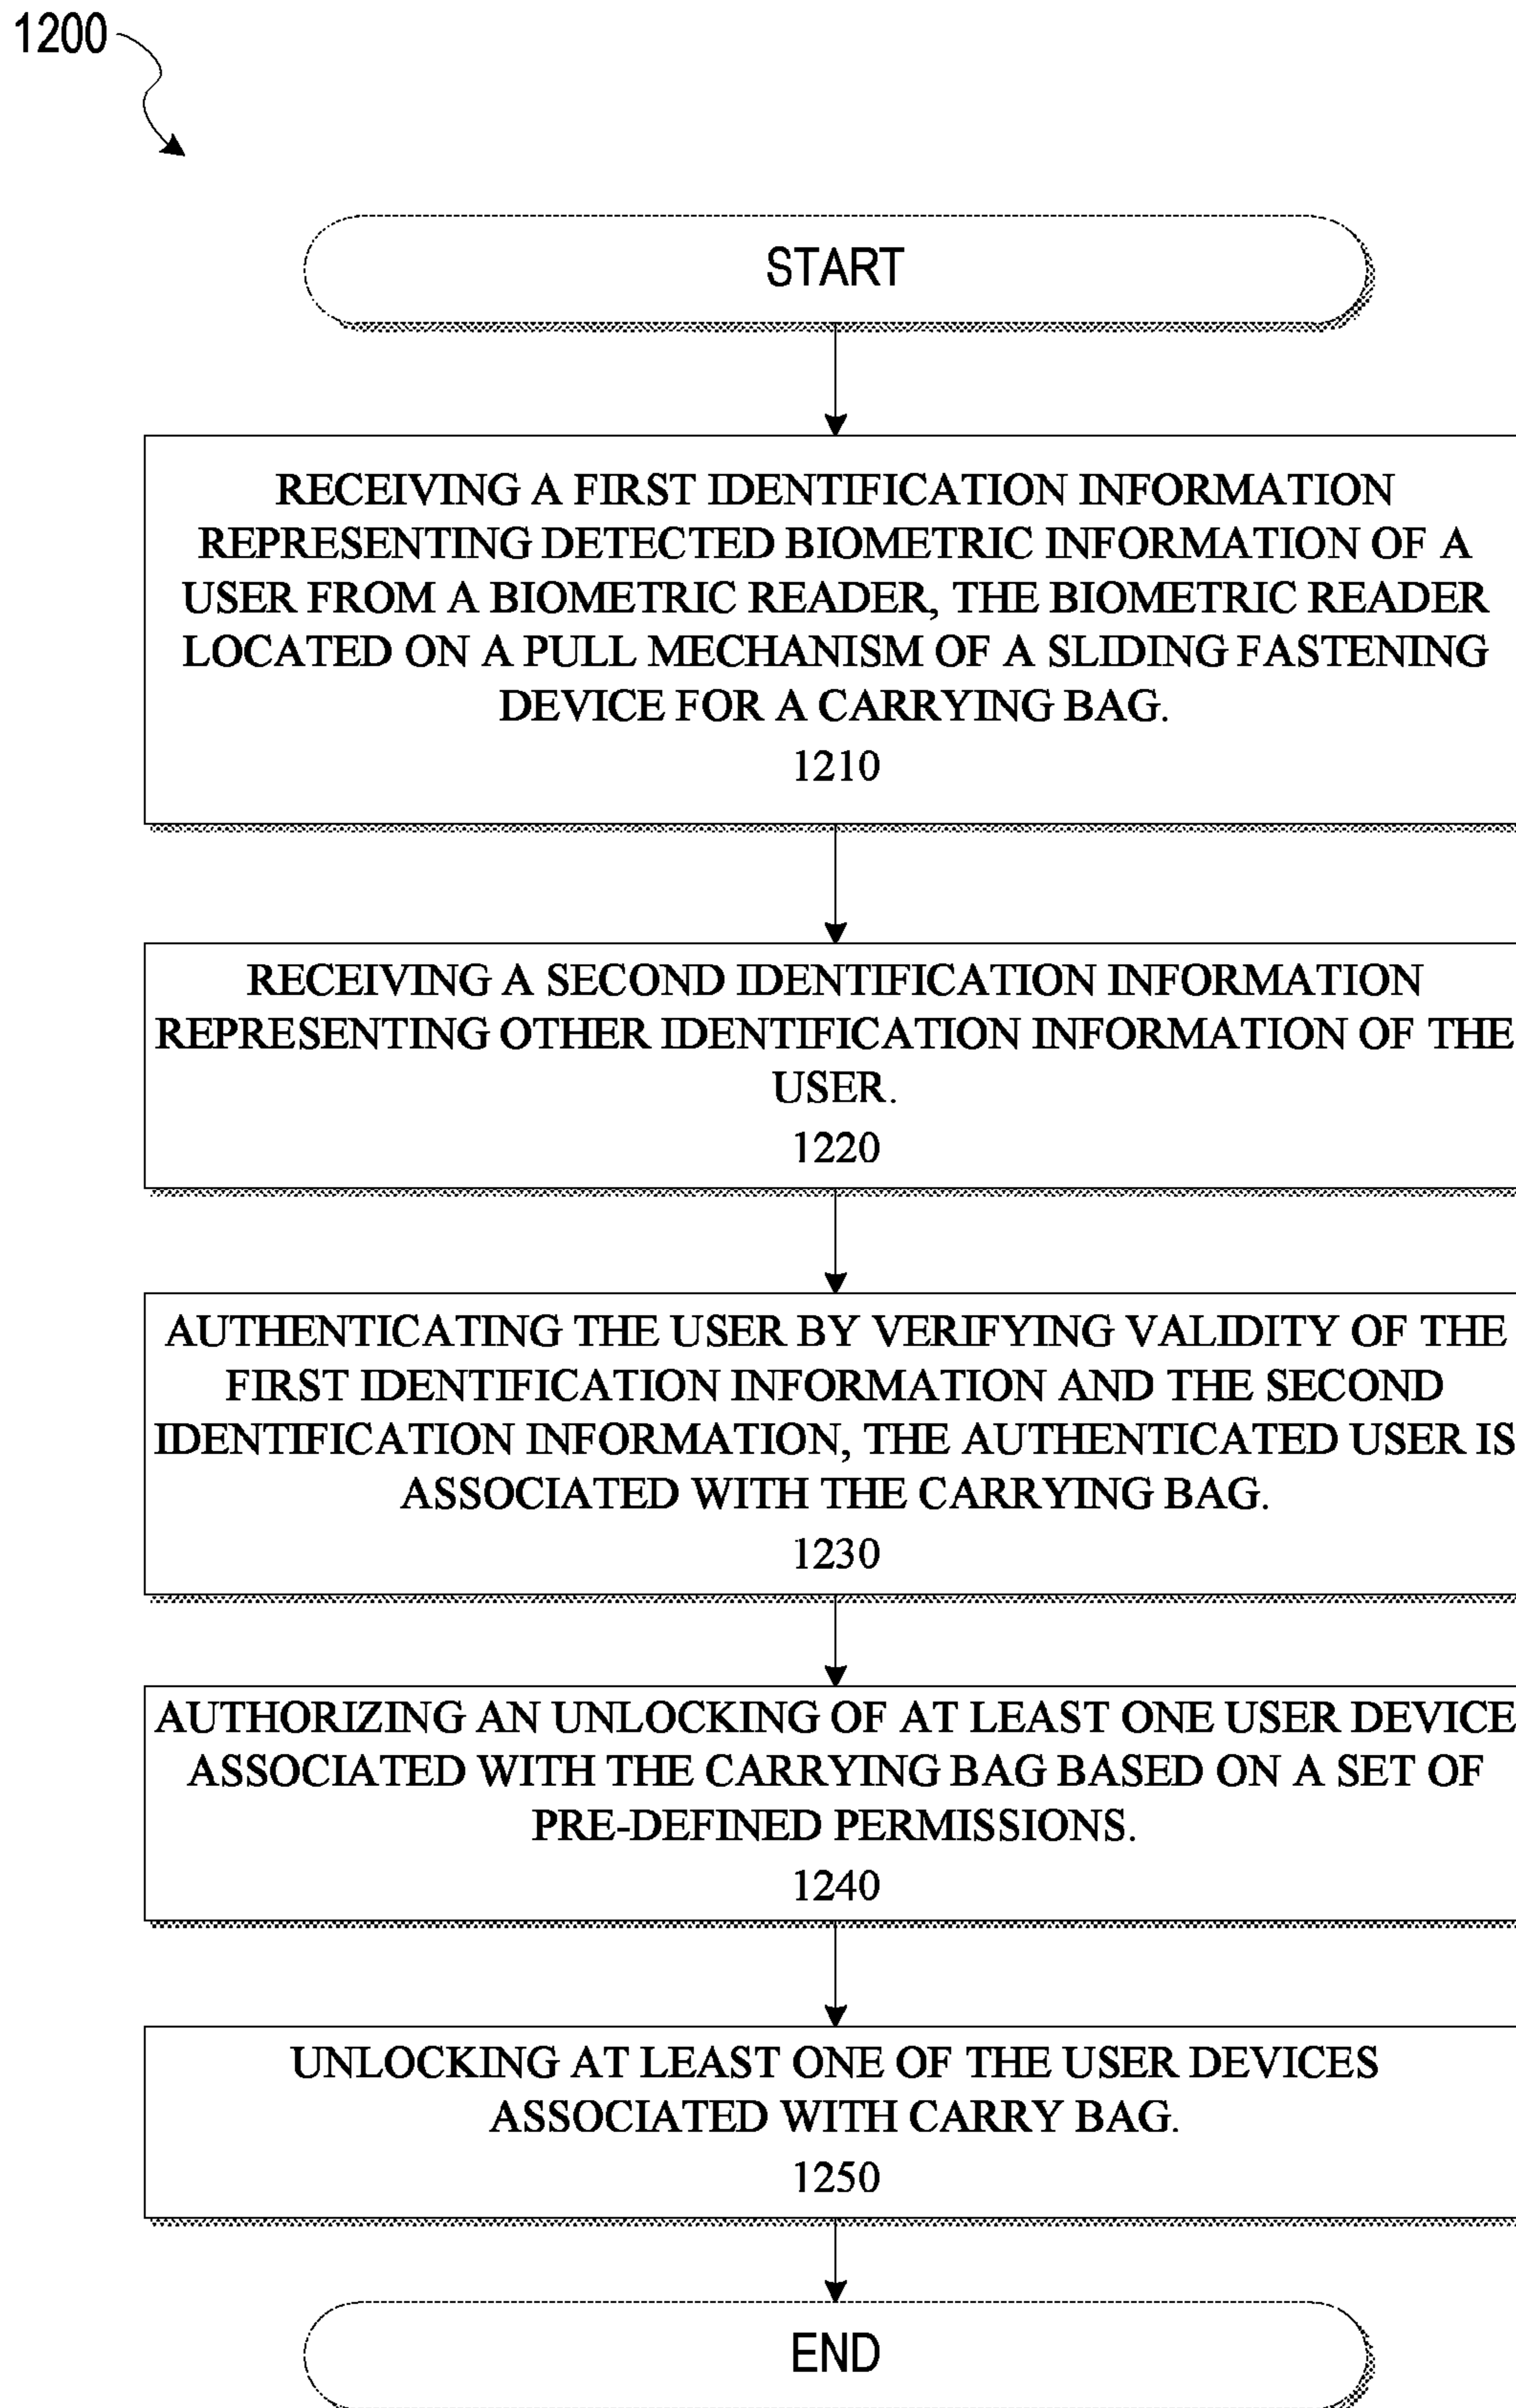 1200
START
RECEIVING A FIRST IDENTIFICATION INFORMATION
REPRESENTING DETECTED BIOMETRIC INFORMATION OF A
USER FROM A BIOMETRIC READER, THE BIOMETRIC READER
LOCATED ON A PULL MECHANISM OF A SLIDING FASTENING
DEVICE FOR A CARRYING BAG.
1210
RECEIVING A SECOND IDENTIFICATION INFORMATION
REPRESENTING OTHER IDENTIFICATION INFORMATION OF THE
USER.
1220
AUTHENTICATING THE USER BY VERIFYING VALIDITY OF THE
FIRST IDENTIFICATION INFORMATION AND THE SECOND
IDENTIFICATION INFORMATION, THE AUTHENTICATED USER IS
ASSOCIATED WITH THE CARRYING BAG.
1230
AUTHORIZING AN UNLOCKING OF AT LEAST ONE USER DEVICE
ASSOCIATED WITH THE CARRYING BAG BASED ON A SET OF
PRE-DEFINED PERMISSIONS.
1240
UNLOCKING AT LEAST ONE OF THE USER DEVICES
ASSOCIATED WITH CARRY BAG.
1250
END